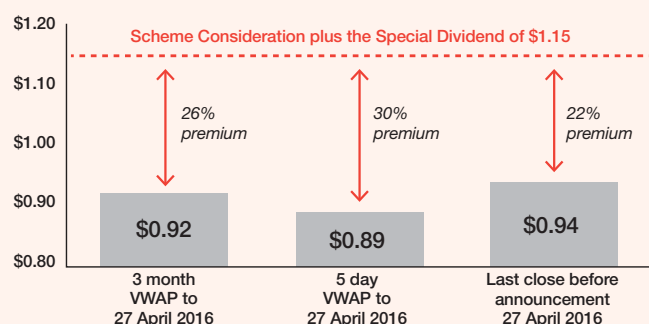 $1.20
Scheme Consideration plus the Special Dividend of $1.15
$1.10
26%
premium
30%
premium
22%
premium
$1.00
$0.90
$0.92
$0.89
$0.94
$0.80
3 month
VWAP to
27 April 2016
5 day
VWAP to
27 April 2016
Last close before
announcement
27 April 2016